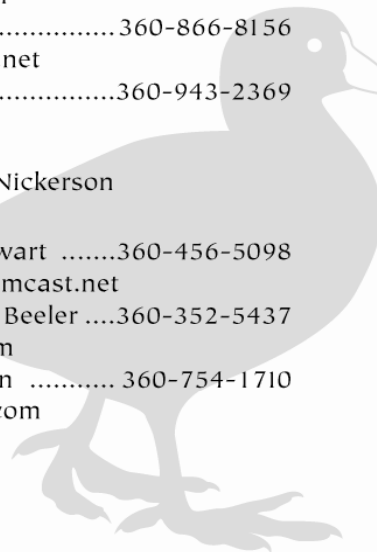 ...............360-866-8156
net
...............360-943-2369
Nickerson
wart .......360-456-5098
mcast.net
Beeler ....360-352-5437
m
n ........... 360-754-1710
com